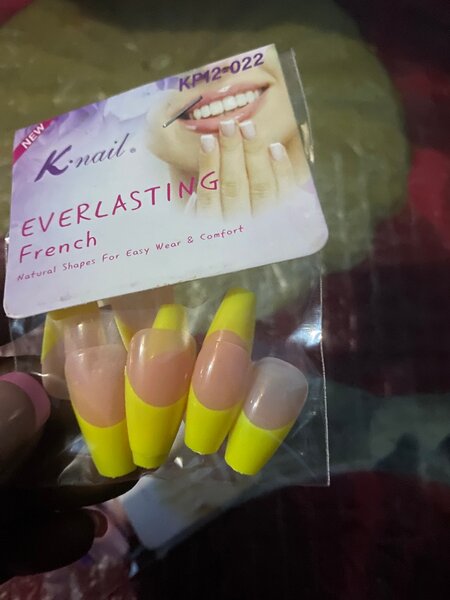 KP12-022
NEW
K·nail®
EVERLASTING
French
Natural Shapes For Easy Wear & Comfort